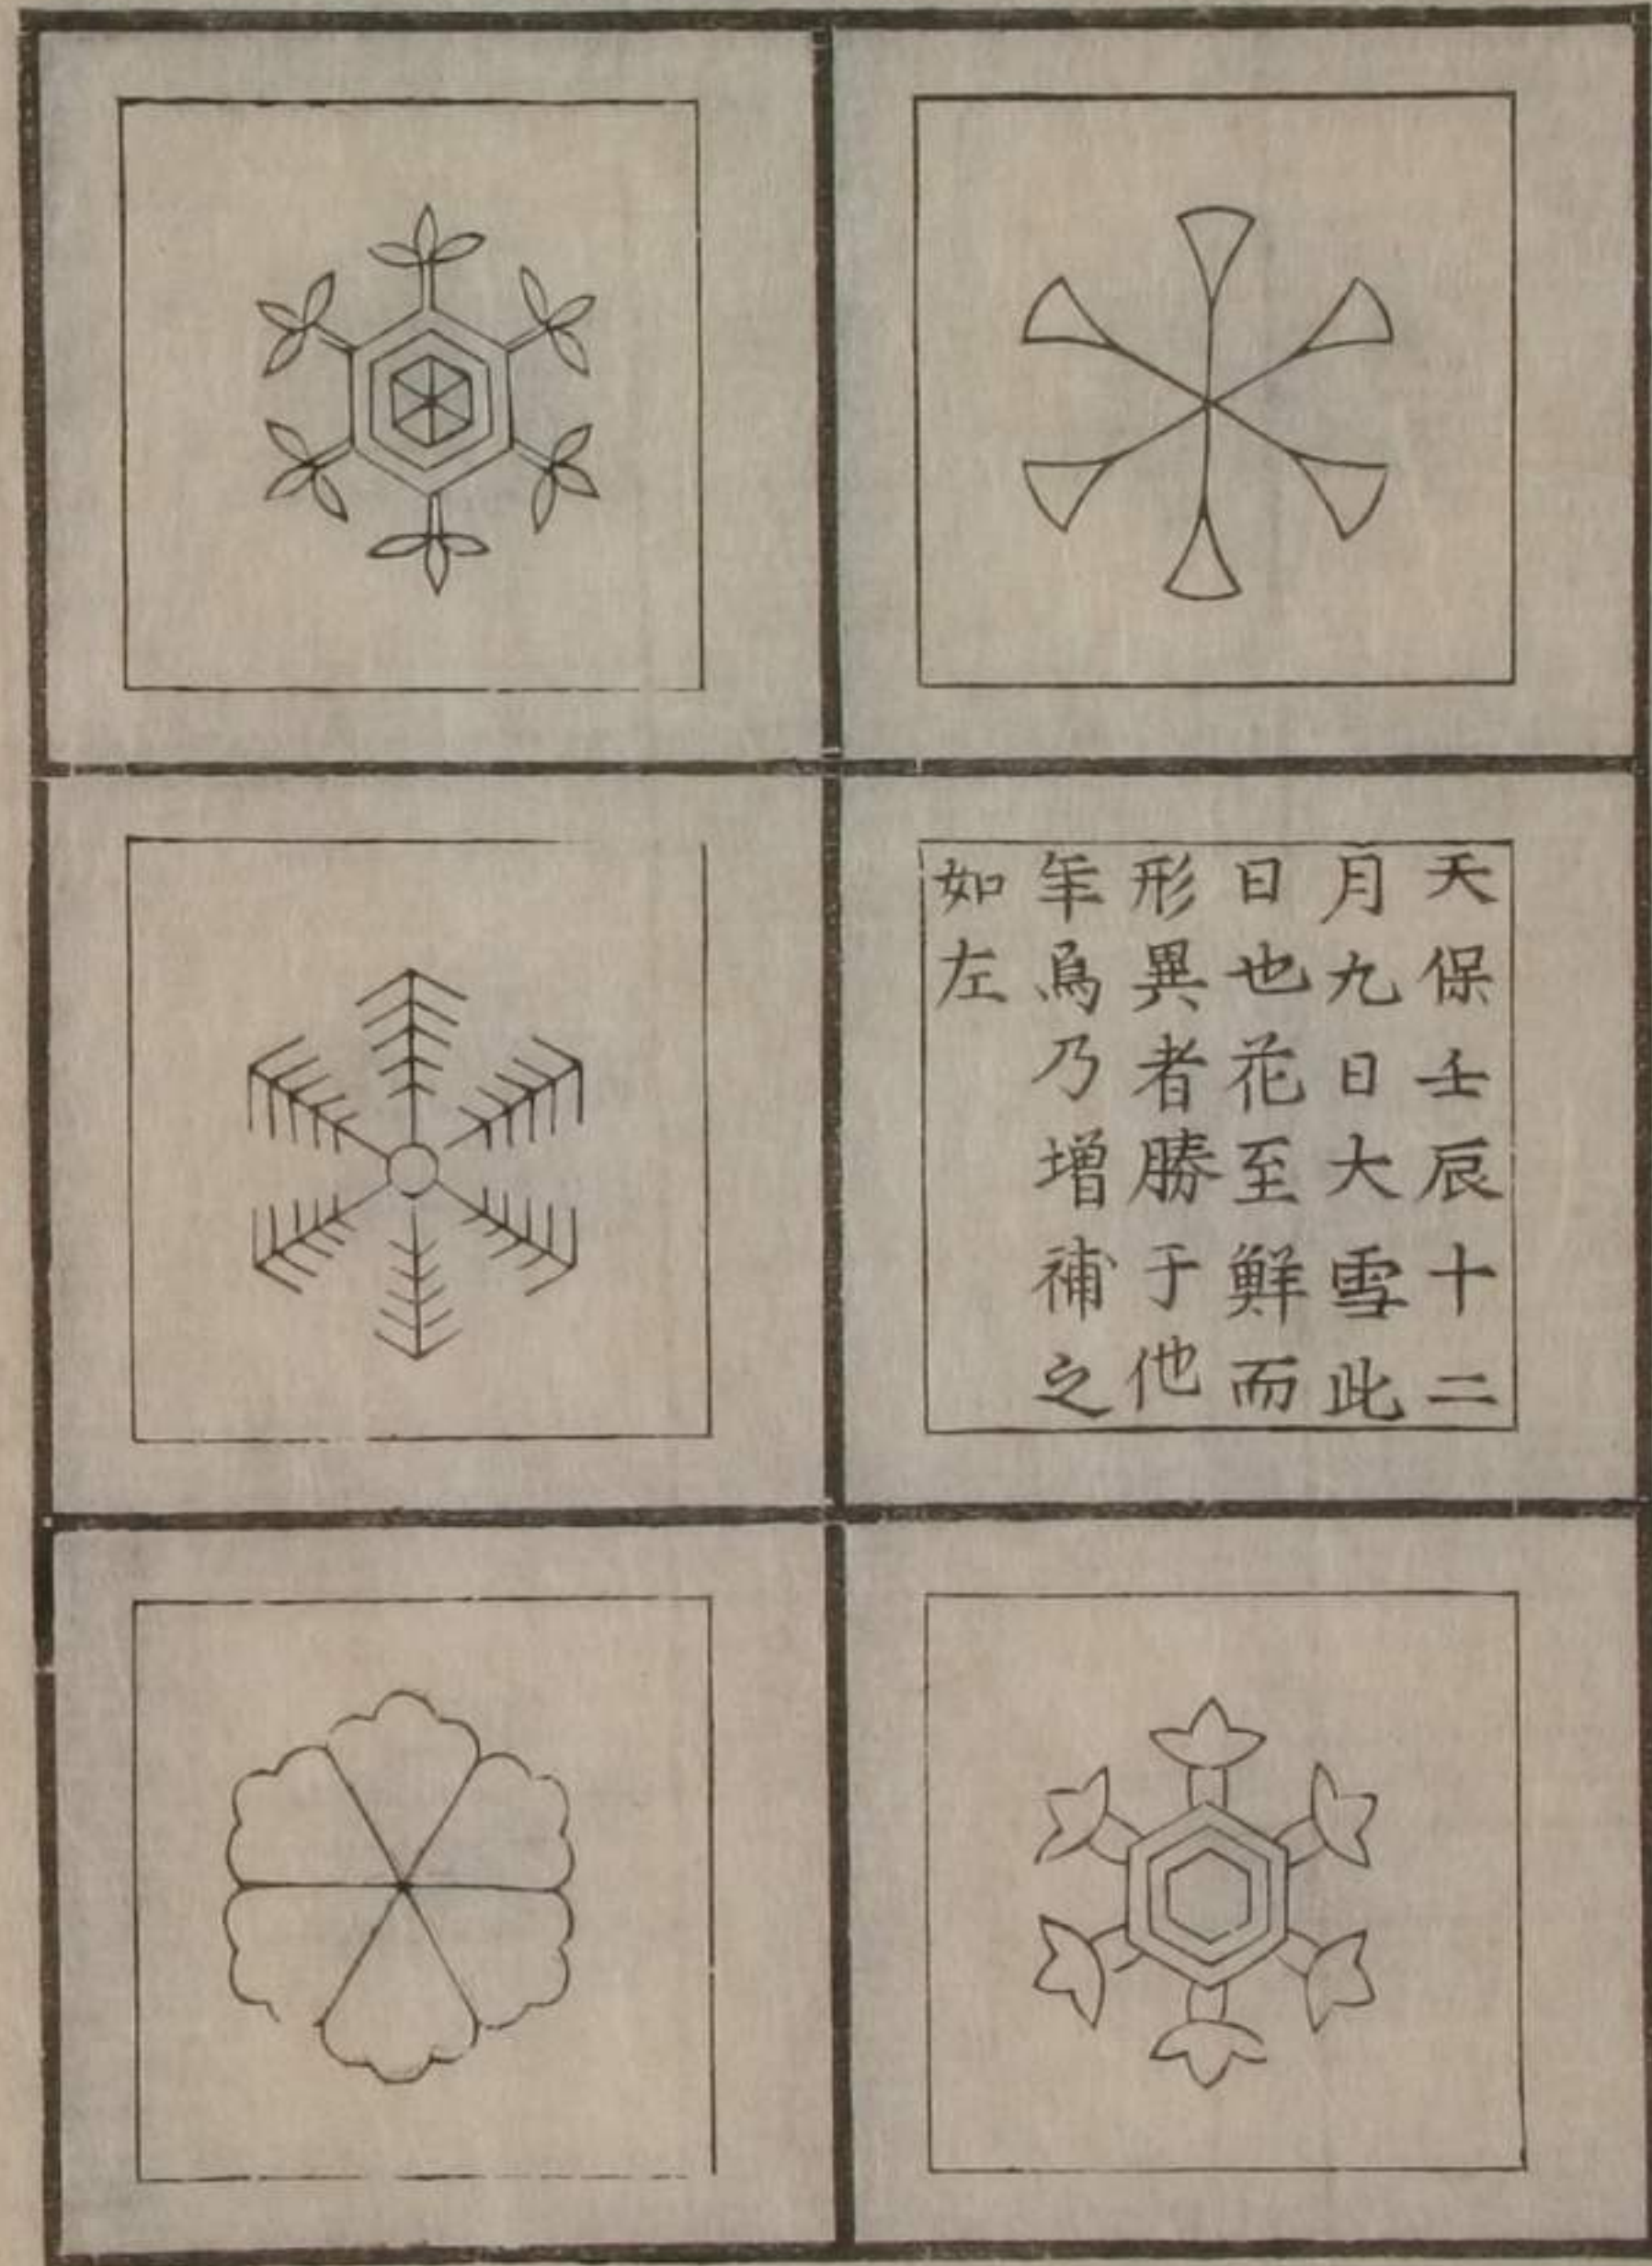 天保壬辰十二
月九日大雪此
日也花至鮮而
形異者勝于他
年焉乃增補之
如左